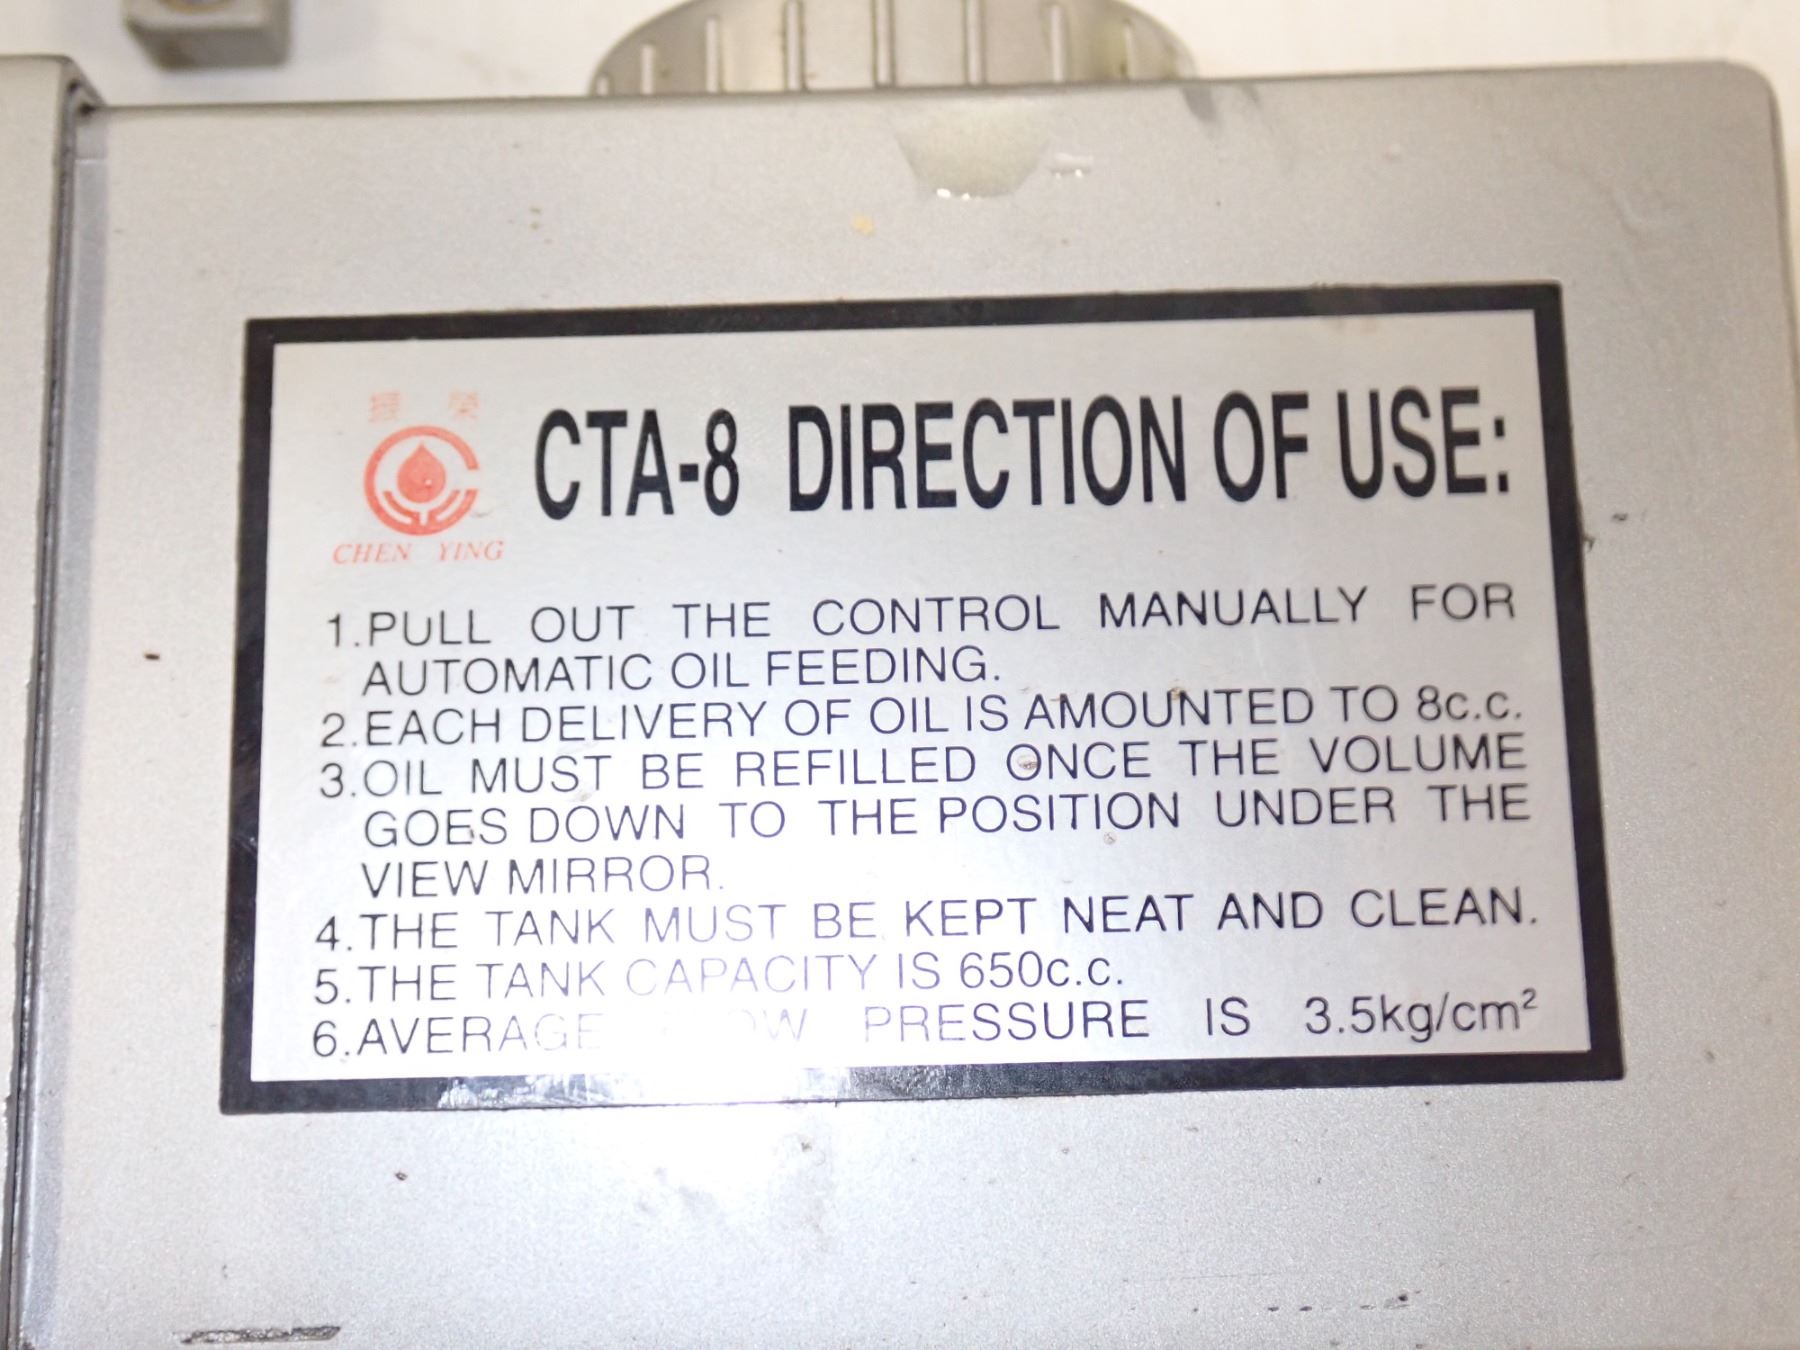 振 榮
CHEN YING
CTA-8 DIRECTION OF USE:
1.PULL OUT THE CONTROL MANUALLY FOR
AUTOMATIC OIL FEEDING.
2.EACH DELIVERY OF OIL IS AMOUNTED TO 8c.c.
3.OIL MUST BE REFILLED ONCE THE VOLUME
GOES DOWN TO THE POSITION UNDER THE
VIEW MIRROR.
4.THE TANK MUST BE KEPT NEAT AND CLEAN.
5.THE TANK CAPACITY IS 650c.c.
6.AVERAGE FLOW PRESSURE IS 3.5kg/cm²